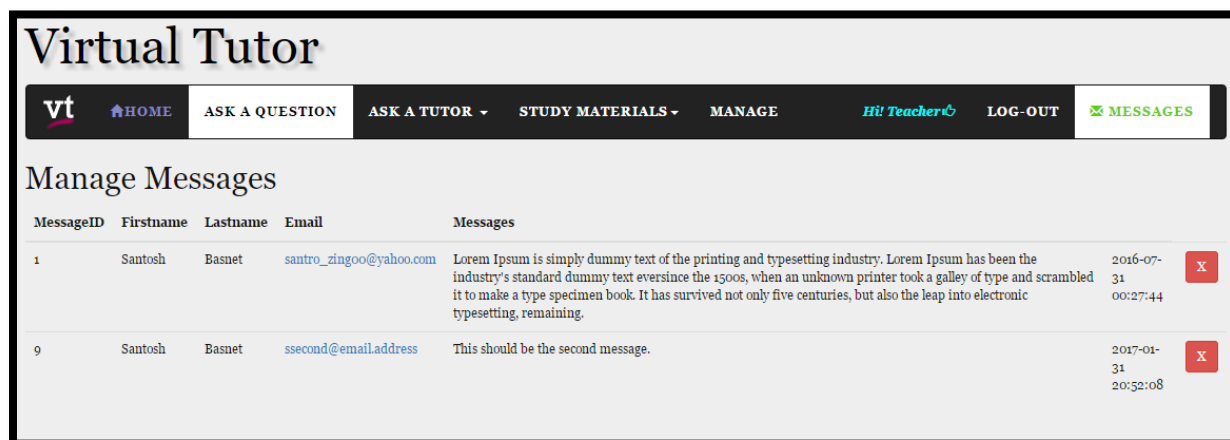 Virtual Tutor
vt HOME ASK A QUESTION ASK A TUTOR STUDY MATERIALS MANAGE Hi! Teacher LOG-OUT MESSAGES
Manage Messages
MessageID Firstname Lastname Email Messages
1 Santosh Basnet santro_zing00@yahoo.com Lorem Ipsum is simply dummy text of the printing and typesetting industry. Lorem Ipsum has been the 2016-07- X
industry's standard dummy text eversince the 1500s, when an unknown printer took a galley of type and scrambled 31
it to make a type specimen book. It has survived not only five centuries, but also the leap into electronic 00:27:44
typesetting, remaining.
9 Santosh Basnet ssecond@email.address This should be the second message. 2017-01- X
31
20:52:08